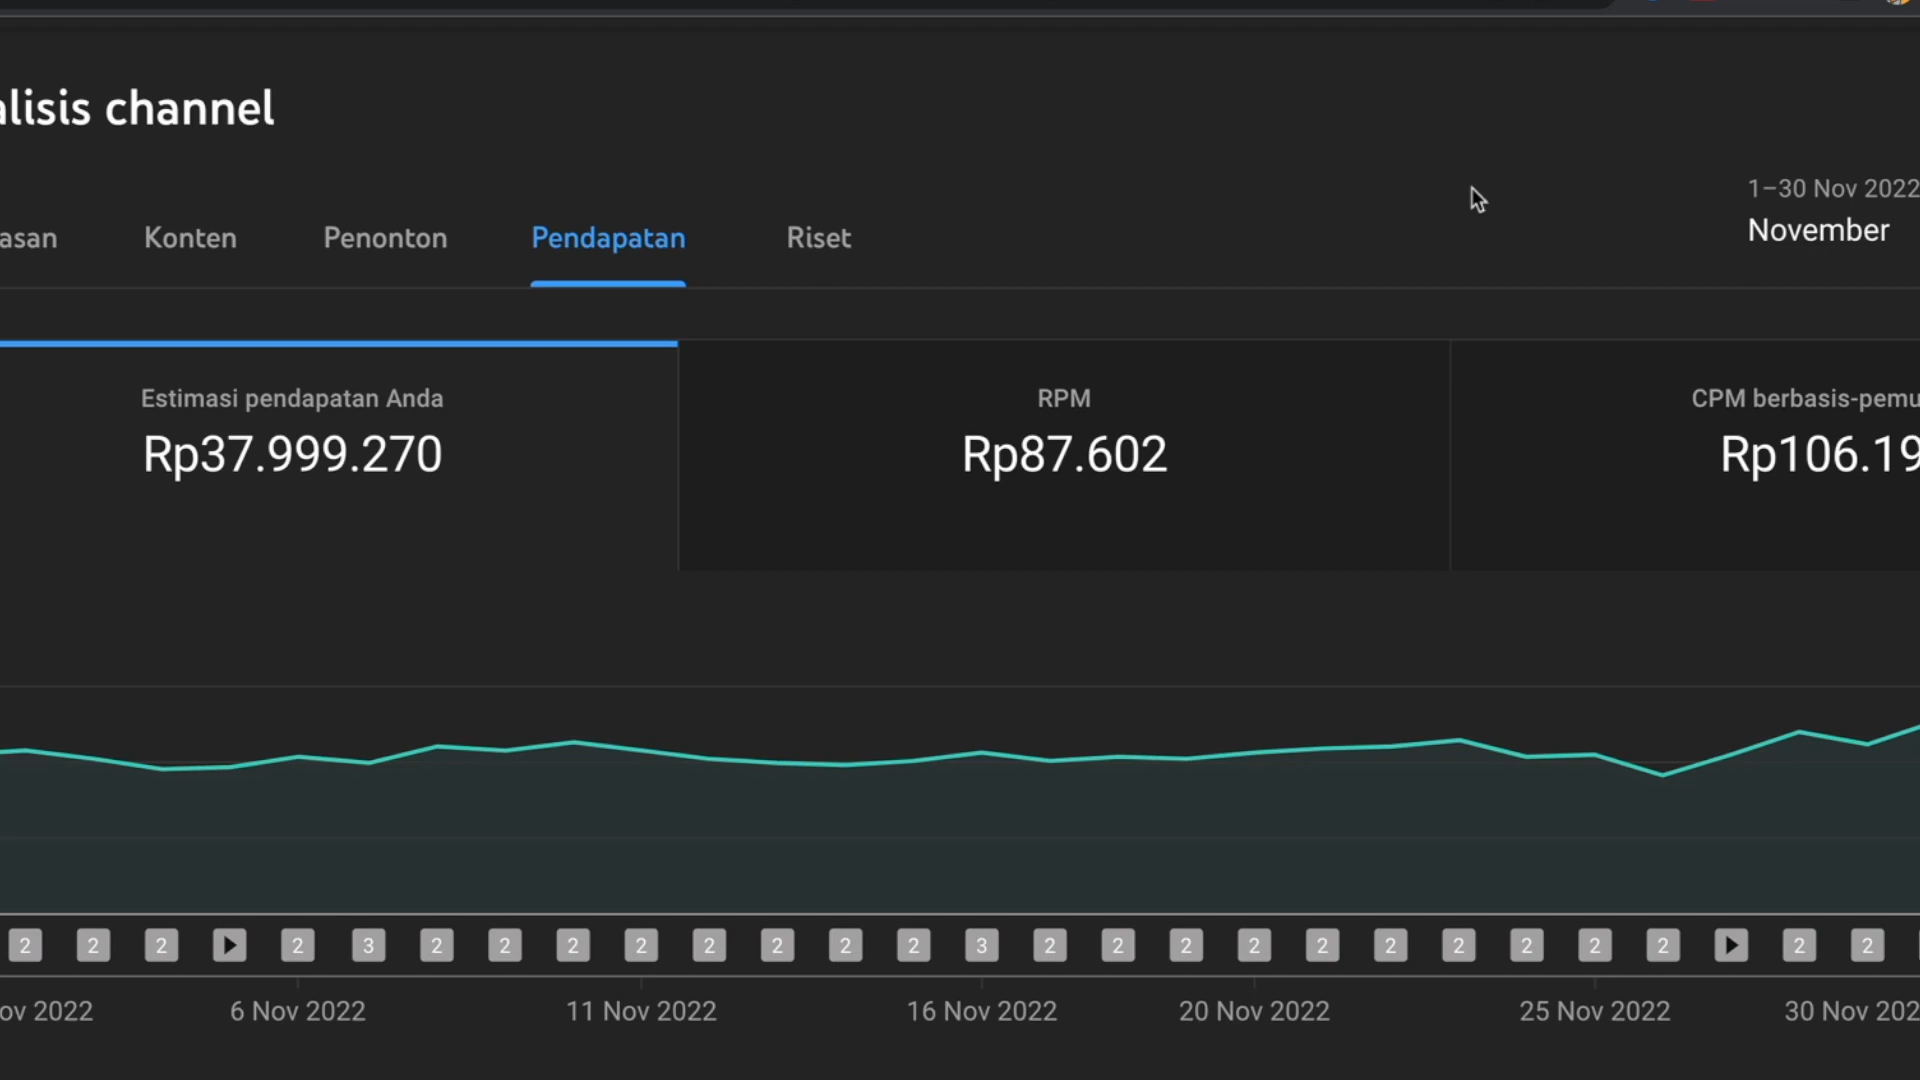 alisis channel
1–30 Nov 2022
November
asan Konten Penonton Pendapatan Riset
Estimasi pendapatan Anda
Rp37.999.270
RPM
Rp87.602
CPM berbasis-pemu
Rp106.19
2 2 2 2 3 2 2 2 2 2 2 2 2 3 2 2 2 2 2 2 2 2 2 2 2 2
ov 2022 6 Nov 2022 11 Nov 2022 16 Nov 2022 20 Nov 2022 25 Nov 2022 30 Nov 202